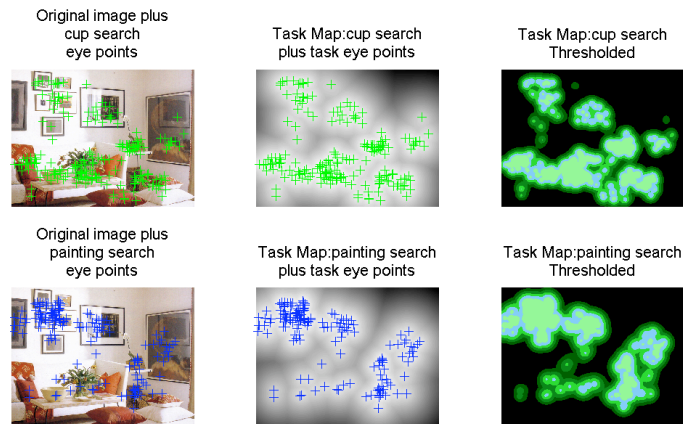 Original image plus
cup search
eye points
Task Map:cup search
plus task eye points
Task Map:cup search
Thresholded
Original image plus
painting search
eye points
Task Map:painting search
plus task eye points
Task Map:painting search
Thresholded